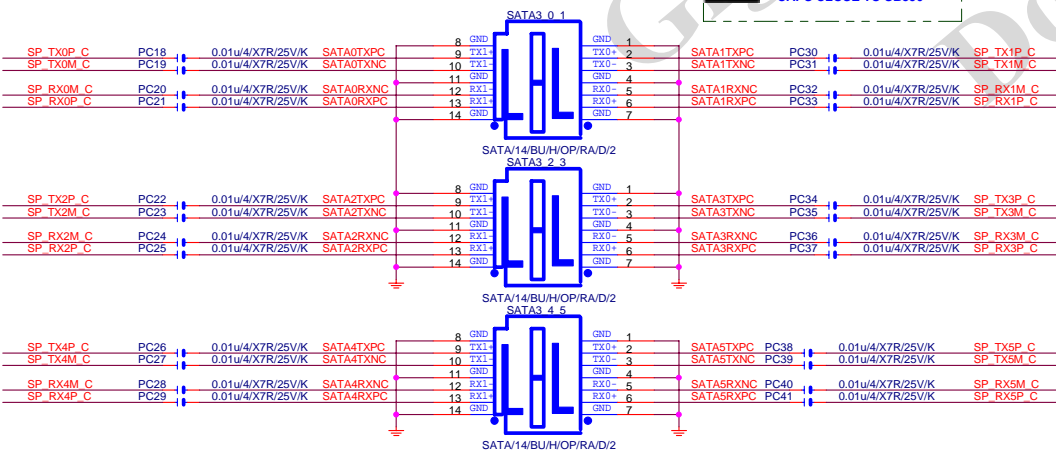 SATA3_0_1
8 GND GND 1
SP_TX0P_C PC18 0.01u/4/X7R/25V/K SATA0TXPC 9 TX1+ TX0+ 2 SATA1TXPC PC30 0.01u/4/X7R/25V/K SP_TX1P_C
SP_TX0M_C PC19 0.01u/4/X7R/25V/K SATA0TXNC 10 TX1- TX0- 3 SATA1TXNC PC31 0.01u/4/X7R/25V/K SP_TX1M_C
11 GND GND 4
SP_RX0M_C PC20 0.01u/4/X7R/25V/K SATA0RXNC 12 RX1- RX0- 5 SATA1RXNC PC32 0.01u/4/X7R/25V/K SP_RX1M_C
SP_RX0P_C PC21 0.01u/4/X7R/25V/K SATA0RXPC 13 RX1+ RX0+ 6 SATA1RXPC PC33 0.01u/4/X7R/25V/K SP_RX1P_C
14 GND GND 7
SATA/14/BU/H/OP/RA/D/2
SATA3_2_3
8 GND GND 1
SP_TX2P_C PC22 0.01u/4/X7R/25V/K SATA2TXPC 9 TX1+ TX0+ 2 SATA3TXPC PC34 0.01u/4/X7R/25V/K SP_TX3P_C
SP_TX2M_C PC23 0.01u/4/X7R/25V/K SATA2TXNC 10 TX1- TX0- 3 SATA3TXNC PC35 0.01u/4/X7R/25V/K SP_TX3M_C
11 GND GND 4
SP_RX2M_C PC24 0.01u/4/X7R/25V/K SATA2RXNC 12 RX1- RX0- 5 SATA3RXNC PC36 0.01u/4/X7R/25V/K SP_RX3M_C
SP_RX2P_C PC25 0.01u/4/X7R/25V/K SATA2RXPC 13 RX1+ RX0+ 6 SATA3RXPC PC37 0.01u/4/X7R/25V/K SP_RX3P_C
14 GND GND 7
SATA/14/BU/H/OP/RA/D/2
SATA3_4_5
8 GND GND 1
SP_TX4P_C PC26 0.01u/4/X7R/25V/K SATA4TXPC 9 TX1+ TX0+ 2 SATA5TXPC PC38 0.01u/4/X7R/25V/K SP_TX5P_C
SP_TX4M_C PC27 0.01u/4/X7R/25V/K SATA4TXNC 10 TX1- TX0- 3 SATA5TXNC PC39 0.01u/4/X7R/25V/K SP_TX5M_C
11 GND GND 4
SP_RX4M_C PC28 0.01u/4/X7R/25V/K SATA4RXNC 12 RX1- RX0- 5 SATA5RXNC PC40 0.01u/4/X7R/25V/K SP_RX5M_C
SP_RX4P_C PC29 0.01u/4/X7R/25V/K SATA4RXPC 13 RX1+ RX0+ 6 SATA5RXPC PC41 0.01u/4/X7R/25V/K SP_RX5P_C
14 GND GND 7
SATA/14/BU/H/OP/RA/D/2